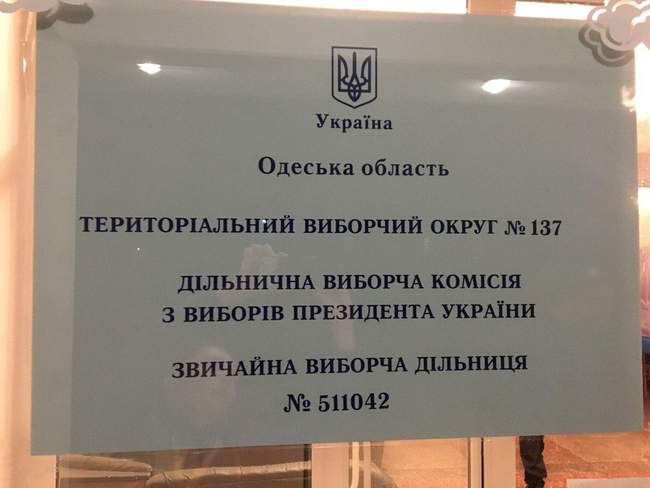 Україна
Одеська область
ТЕРИТОРІАЛЬНИЙ ВИБОРЧИЙ ОКРУГ № 137
ДІЛЬНИЧНА ВИБОРЧА КОМІСІЯ
З ВИБОРІВ ПРЕЗИДЕНТА УКРАЇНИ
ЗВИЧАЙНА ВИБОРЧА ДІЛЬНИЦЯ
№ 511042